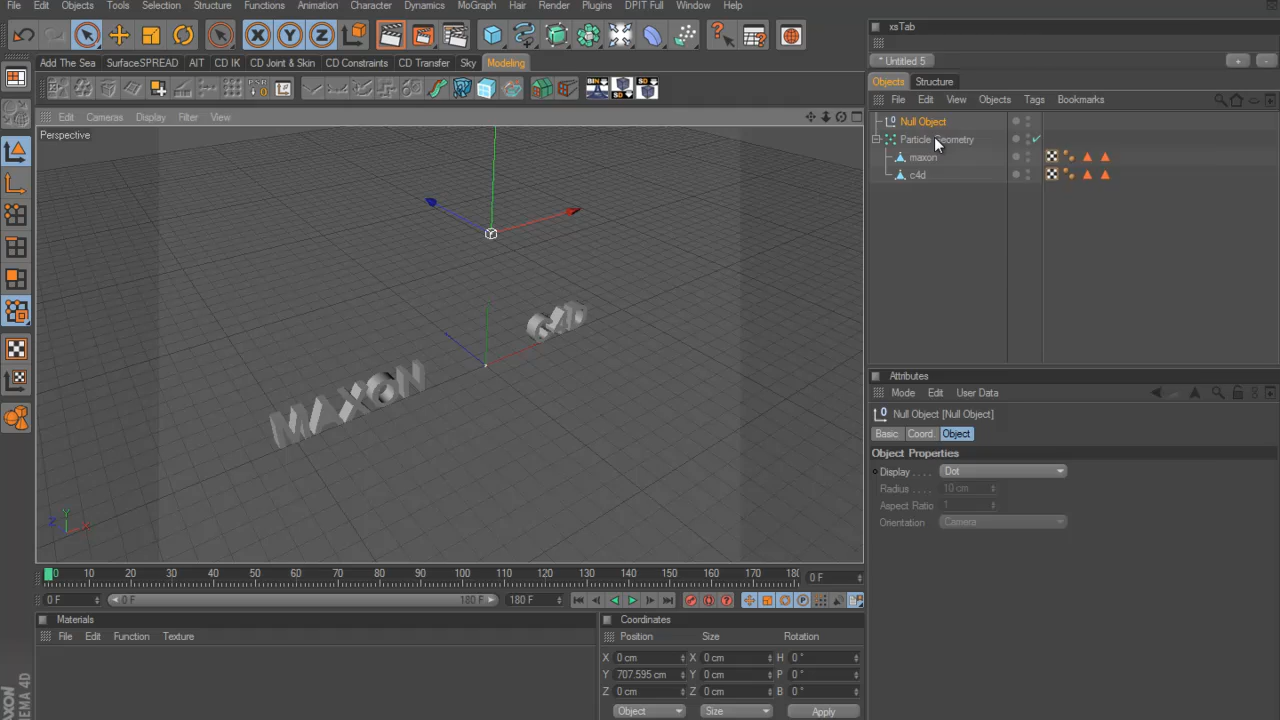 File Edit Objects Tools Selection Structure Functions Animation Character Dynamics MoGraph Hair Render Plugins DPIT Full Window Help
xsTab
* Untitled 5
Add The Sea SurfaceSPREAD AIT CD IK CD Joint & Skin CD Constraints CD Transfer Sky Modeling
Objects Structure
File Edit View Objects Tags Bookmarks
Edit Cameras Display Filter View
Perspective
Null Object
Particle Geometry
maxon
c4d
MAXON
C4D
Attributes
Mode Edit User Data
Null Object [Null Object]
Basic Coord. Object
Object Properties
Display . . . . Dot
Radius . . . . 10 cm
Aspect Ratio 1
Orientation Camera
Y
Z X
0 10 20 30 40 50 60 70 80 90 100 110 120 130 140 150 160 170 180 0 F
0 F 0 F 180 F 180 F
Materials
File Edit Function Texture
Coordinates
Position Size Rotation
X 0 cm X 0 cm H 0 °
Y 707.595 cm Y 0 cm P 0 °
Z 0 cm Z 0 cm B 0 °
Object Size Apply
MAXON
CINEMA 4D